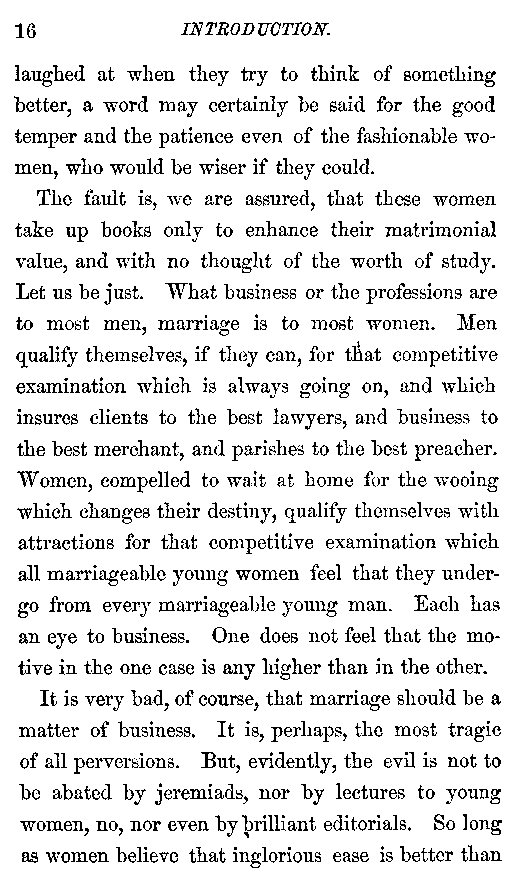 16 INTRODUCTION.
laughed at when they try to think of something
better, a word may certainly be said for the good
temper and the patience even of the fashionable wo-
men, who would be wiser if they could.
The fault is, we are assured, that these women
take up books only to enhance their matrimonial
value, and with no thought of the worth of study.
Let us be just. What business or the professions are
to most men, marriage is to most women. Men
qualify themselves, if they can, for that competitive
examination which is always going on, and which
insures clients to the best lawyers, and business to
the best merchant, and parishes to the best preacher.
Women, compelled to wait at home for the wooing
which changes their destiny, qualify themselves with
attractions for that competitive examination which
all marriageable young women feel that they under-
go from every marriageable young man. Each has
an eye to business. One does not feel that the mo-
tive in the one case is any higher than in the other.
It is very bad, of course, that marriage should be a
matter of business. It is, perhaps, the most tragic
of all perversions. But, evidently, the evil is not to
be abated by jeremiads, nor by lectures to young
women, no, nor even by brilliant editorials. So long
as women believe that inglorious ease is better than